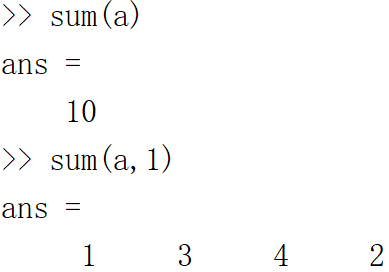 >> sum(a)
ans =
10
>> sum(a,1)
ans =
1 3 4 2